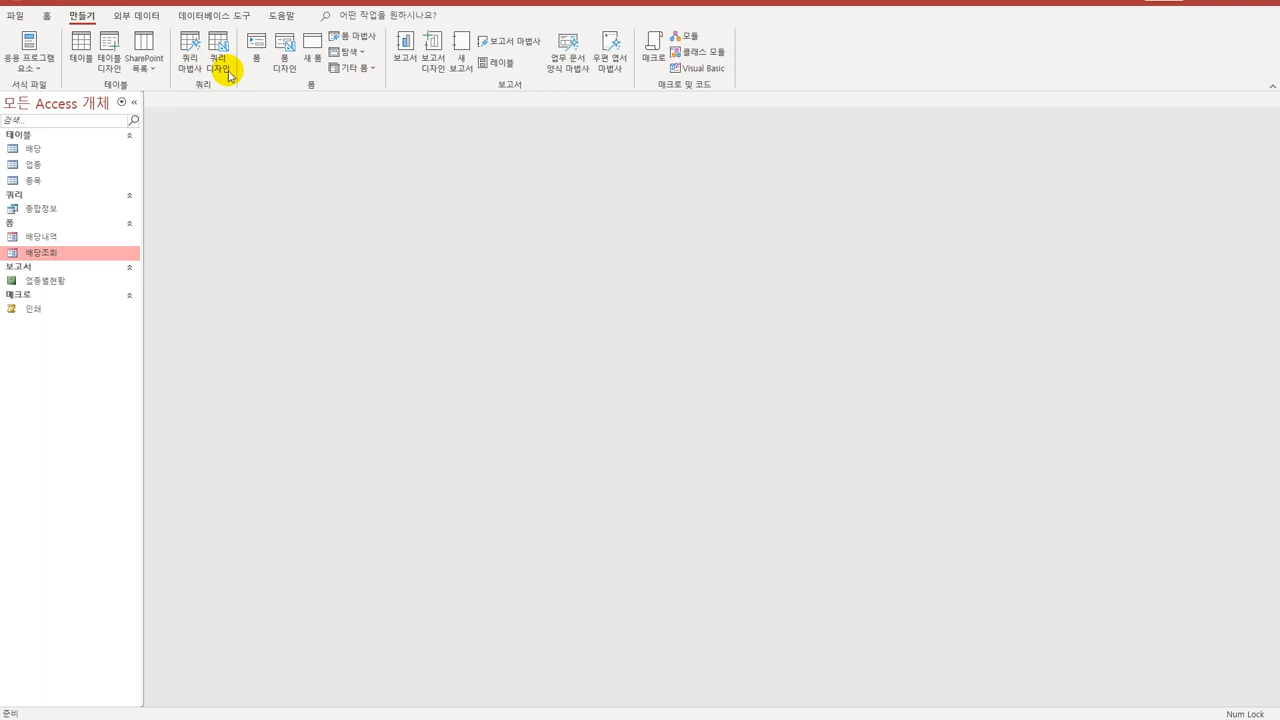 파일 홈 만들기 외부 데이터 데이터베이스 도구 도움말 어떤 작업을 원하시나요?
응용 프로그램
요소
서식 파일
테이블
테이블
디자인
SharePoint
목록
테이블
쿼리
마법사
쿼리
디자인
쿼리
폼
폼
디자인
새 폼
폼 마법사
탐색
기타 폼
폼
보고서
보고서
디자인
새
보고서
보고서 마법사
레이블
업무 문서
양식 마법사
우편 엽서
마법사
보고서
매크로
모듈
클래스 모듈
Visual Basic
매크로 및 코드
모든 Access 개체
검색...
테이블
배당
업종
종목
쿼리
종합정보
폼
배당내역
배당조회
보고서
업종별현황
매크로
인쇄
준비
Num Lock